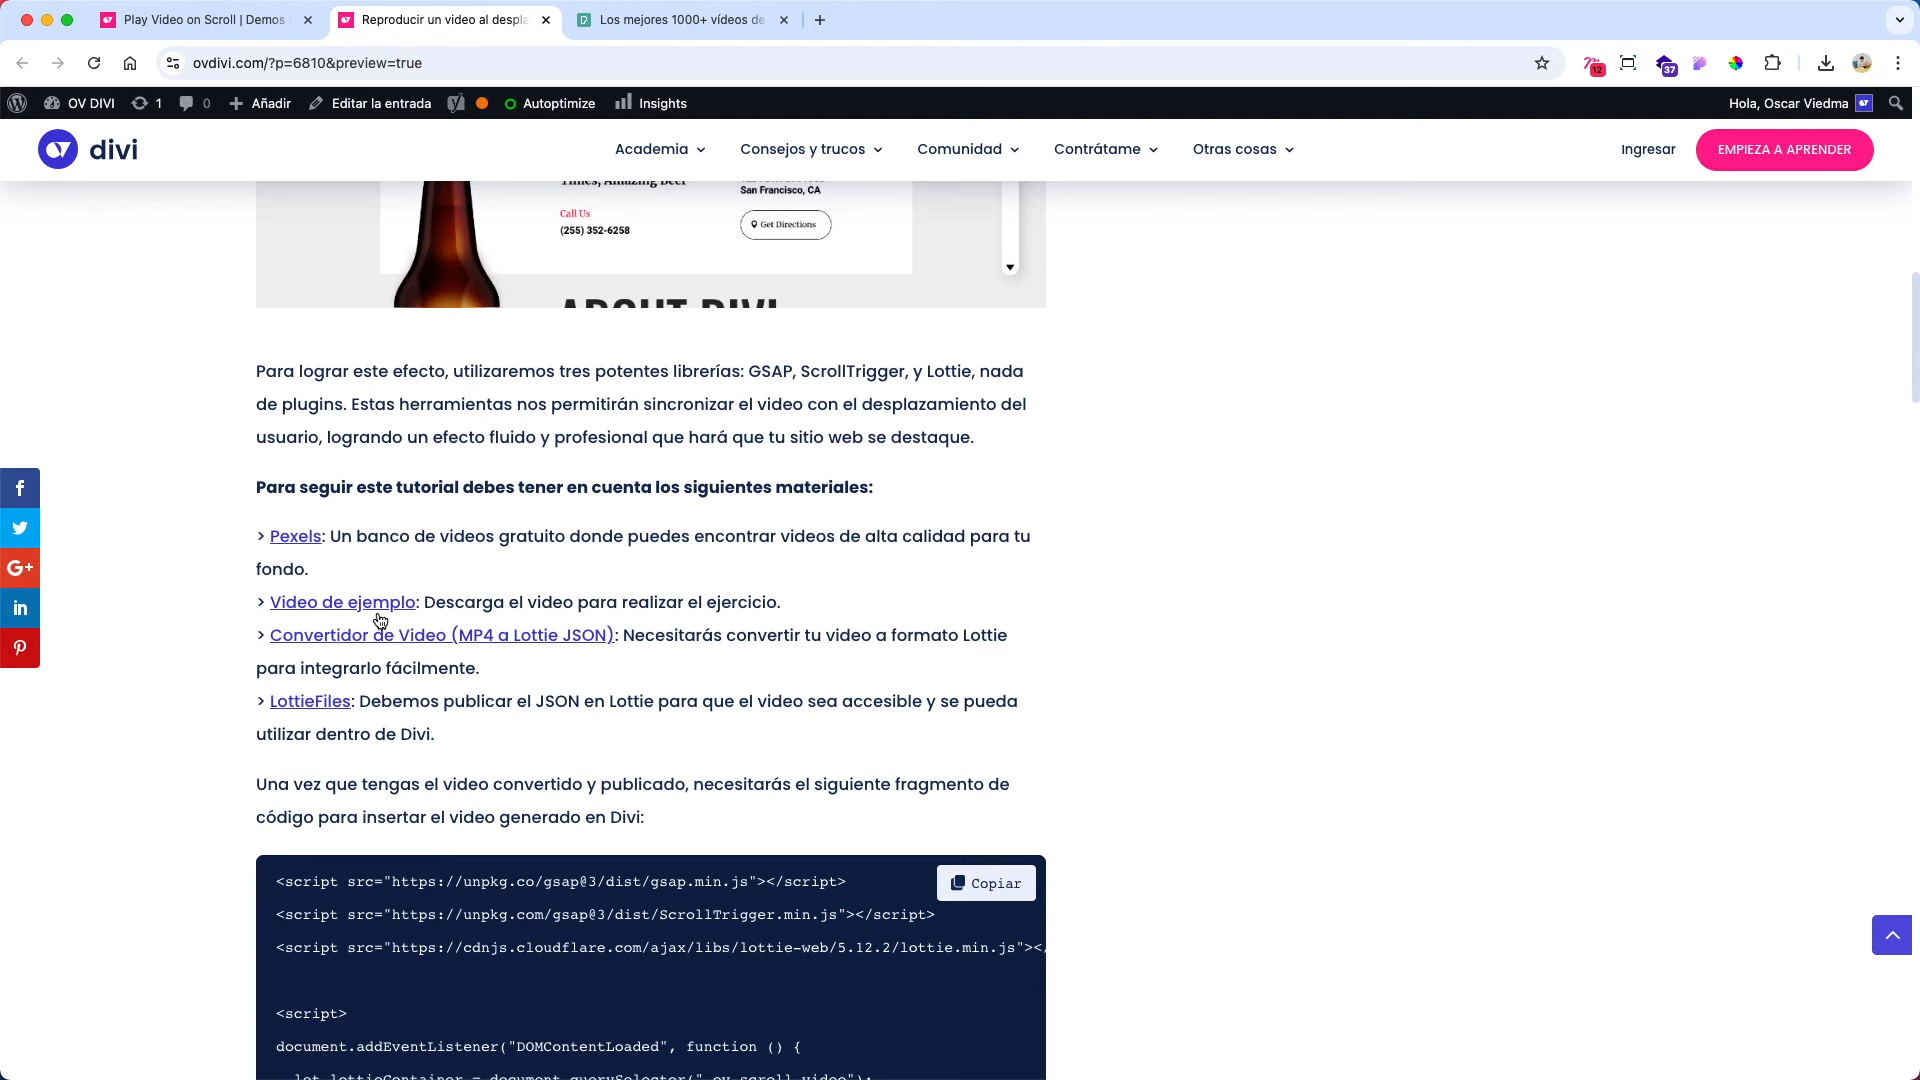 Play Video on Scroll | Demos
Reproducir un video al despla
Los mejores 1000+ vídeos de
ovdivi.com/?p=6810&preview=true
12
37
OV DIVI
1
0
Añadir
Editar la entrada
Autoptimize
Insights
Hola, Oscar Viedma
divi
Academia
Consejos y trucos
Comunidad
Contrátame
Otras cosas
Ingresar
EMPIEZA A APRENDER
Times, Amazing Beer
San Francisco, CA
Call Us
(255) 352-6258
Get Directions
ABOUT DIVI
Para lograr este efecto, utilizaremos tres potentes librerías: GSAP, ScrollTrigger, y Lottie, nada
de plugins. Estas herramientas nos permitirán sincronizar el video con el desplazamiento del
usuario, logrando un efecto fluido y profesional que hará que tu sitio web se destaque.
Para seguir este tutorial debes tener en cuenta los siguientes materiales:
> Pexels: Un banco de videos gratuito donde puedes encontrar videos de alta calidad para tu
fondo.
> Video de ejemplo: Descarga el video para realizar el ejercicio.
> Convertidor de Video (MP4 a Lottie JSON): Necesitarás convertir tu video a formato Lottie
para integrarlo fácilmente.
> LottieFiles: Debemos publicar el JSON en Lottie para que el video sea accesible y se pueda
utilizar dentro de Divi.
Una vez que tengas el video convertido y publicado, necesitarás el siguiente fragmento de
código para insertar el video generado en Divi:
Copiar
<script src="https://unpkg.co/gsap@3/dist/gsap.min.js"></script>
<script src="https://unpkg.com/gsap@3/dist/ScrollTrigger.min.js"></script>
<script src="https://cdnjs.cloudflare.com/ajax/libs/lottie-web/5.12.2/lottie.min.js"></
<script>
document.addEventListener("DOMContentLoaded", function () {
let lottieContainer = document.querySelector(".ov-scroll-video");